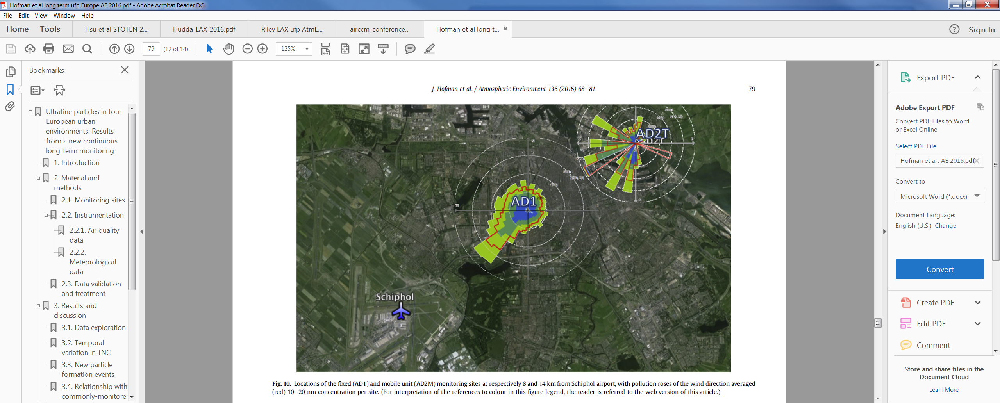 Hofman et al long term ufp Europe AE 2016.pdf - Adobe Acrobat Reader DC
File Edit View Window Help
Home Tools Hsu et al STOTEN 2... Hudda_LAX_2016.pdf Riley LAX ufp AtmE... ajrccm-conference... Hofman et al long t... Sign In
79 (12 of 14) 125%
Bookmarks
Ultrafine particles in four
European urban
environments: Results
from a new continuous
long-term monitoring
1. Introduction
2. Material and
methods
2.1. Monitoring sites
2.2. Instrumentation
2.2.1. Air quality
data
2.2.2.
Meteorological
data
2.3. Data validation
and treatment
3. Results and
discussion
3.1. Data exploration
3.2. Temporal
variation in TNC
3.3. New particle
formation events
3.4. Relationship with
commonly-monitore
J. Hofman et al. / Atmospheric Environment 136 (2016) 68–81 79
AD2T
AD1
Schiphol
Fig. 10. Locations of the fixed (AD1) and mobile unit (AD2M) monitoring sites at respectively 8 and 14 km from Schiphol airport, with pollution roses of the wind direction averaged
(red) 10–20 nm concentration per site. (For interpretation of the references to colour in this figure legend, the reader is referred to the web version of this article.)
Export PDF
Adobe Export PDF
Convert PDF Files to Word
or Excel Online
Select PDF File
Hofman et a... AE 2016.pdf
Convert to
Microsoft Word (*.docx)
Document Language:
English (U.S.) Change
Convert
Create PDF
Edit PDF
Comment
Store and share files in the
Document Cloud
Learn More